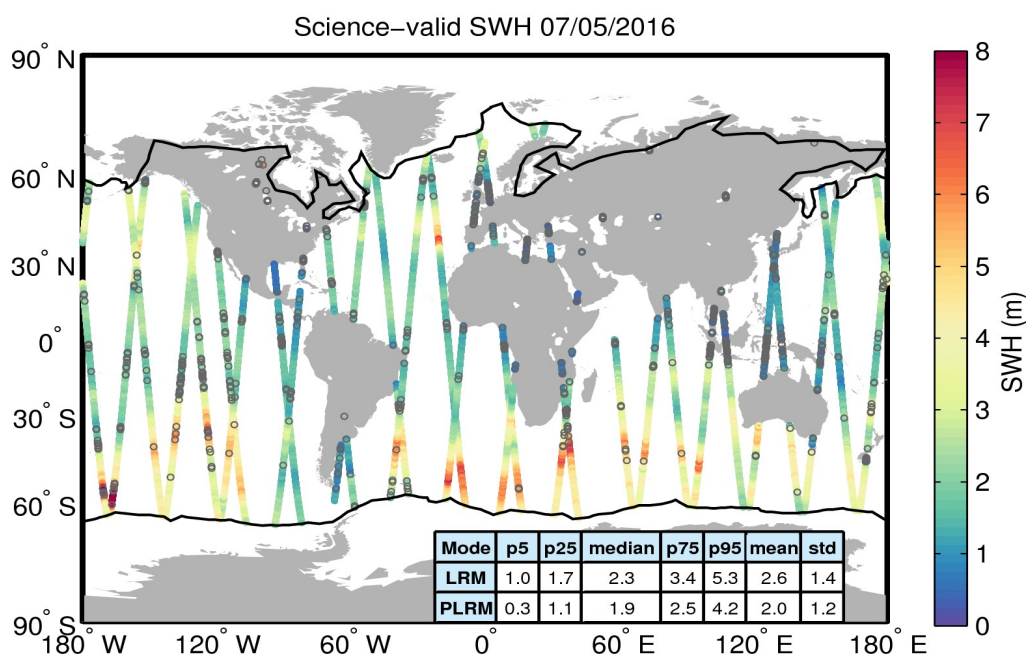 Science−valid SWH 07/05/2016
90° N
60° N
30° N
0°
30° S
60° S
90° S
180° W
120° W
60° W
0°
60° E
120° E
180° E
8
7
6
5
4
3
2
1
0
SWH (m)
Mode p5 p25 median p75 p95 mean std
LRM 1.0 1.7 2.3 3.4 5.3 2.6 1.4
PLRM 0.3 1.1 1.9 2.5 4.2 2.0 1.2